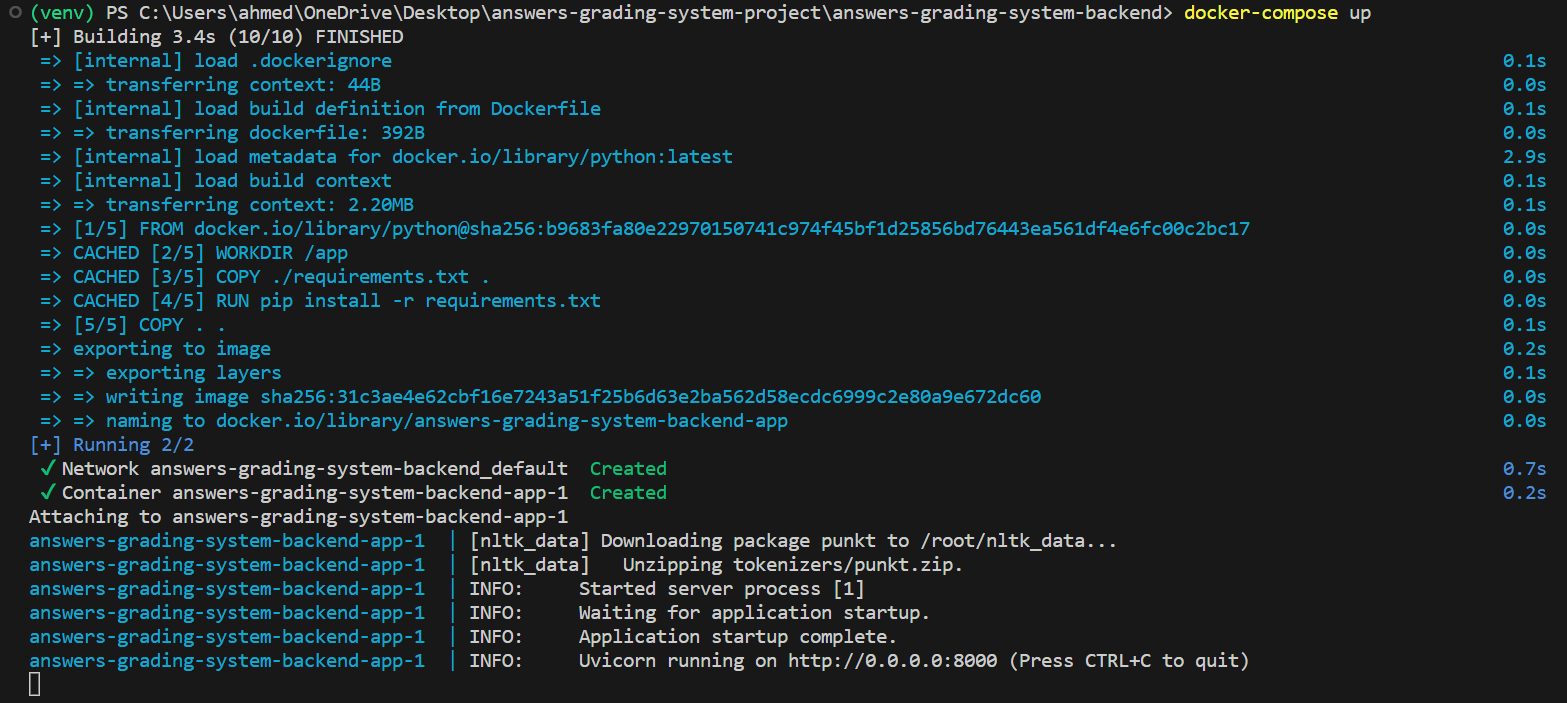 (venv) PS C:\Users\ahmed\OneDrive\Desktop\answers-grading-system-project\answers-grading-system-backend> docker-compose up
[+] Building 3.4s (10/10) FINISHED
=> [internal] load .dockerignore 0.1s
=> => transferring context: 44B 0.0s
=> [internal] load build definition from Dockerfile 0.1s
=> => transferring dockerfile: 392B 0.0s
=> [internal] load metadata for docker.io/library/python:latest 2.9s
=> [internal] load build context 0.1s
=> => transferring context: 2.20MB 0.1s
=> [1/5] FROM docker.io/library/python@sha256:b9683fa80e22970150741c974f45bf1d25856bd76443ea561df4e6fc00c2bc17 0.0s
=> CACHED [2/5] WORKDIR /app 0.0s
=> CACHED [3/5] COPY ./requirements.txt . 0.0s
=> CACHED [4/5] RUN pip install -r requirements.txt 0.0s
=> [5/5] COPY . . 0.1s
=> exporting to image 0.2s
=> => exporting layers 0.1s
=> => writing image sha256:31c3ae4e62cbf16e7243a51f25b6d63e2ba562d58ecdc6999c2e80a9e672dc60 0.0s
=> => naming to docker.io/library/answers-grading-system-backend-app 0.0s
[+] Running 2/2
✓ Network answers-grading-system-backend_default Created 0.7s
✓ Container answers-grading-system-backend-app-1 Created 0.2s
Attaching to answers-grading-system-backend-app-1
answers-grading-system-backend-app-1 | [nltk_data] Downloading package punkt to /root/nltk_data...
answers-grading-system-backend-app-1 | [nltk_data] Unzipping tokenizers/punkt.zip.
answers-grading-system-backend-app-1 | INFO: Started server process [1]
answers-grading-system-backend-app-1 | INFO: Waiting for application startup.
answers-grading-system-backend-app-1 | INFO: Application startup complete.
answers-grading-system-backend-app-1 | INFO: Uvicorn running on http://0.0.0.0:8000 (Press CTRL+C to quit)